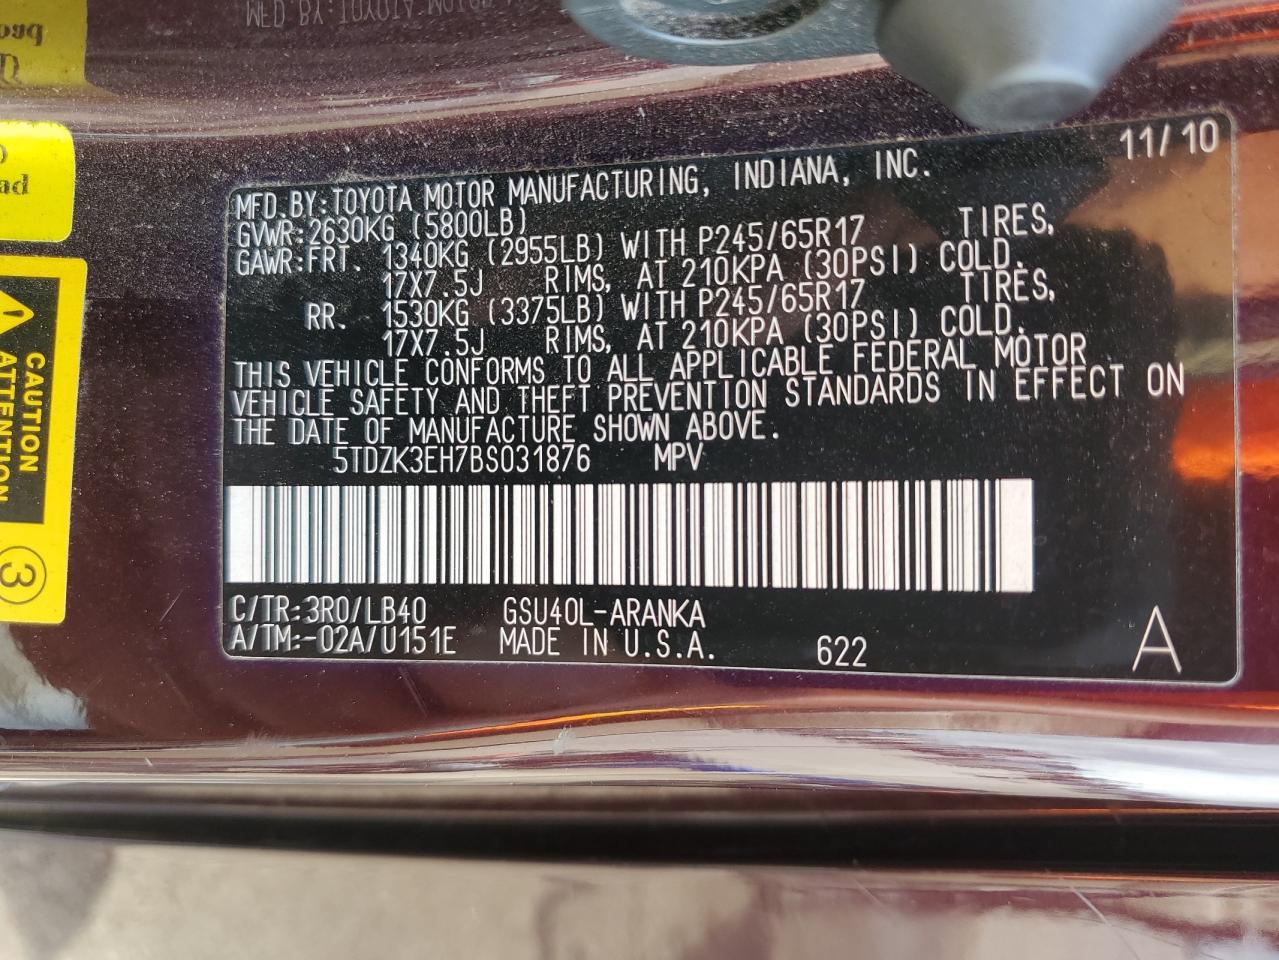 MFD.BY:TOYOTA MOTOR MANUFACTURING, INDIANA, INC. 11/10
GVWR:2630KG (5800LB)
GAWR:FRT. 1340KG (2955LB) WITH P245/65R17 TIRES,
17X7.5J RIMS, AT 210KPA (30PSI) COLD.
RR. 1530KG (3375LB) WITH P245/65R17 TIRES,
17X7.5J RIMS, AT 210KPA (30PSI) COLD.
THIS VEHICLE CONFORMS TO ALL APPLICABLE FEDERAL MOTOR
VEHICLE SAFETY AND THEFT PREVENTION STANDARDS IN EFFECT ON
THE DATE OF MANUFACTURE SHOWN ABOVE.
5TDZK3EH7BS031876 MPV
C/TR:3R0/LB40 GSU40L-ARANKA
A/TM:-02A/U151E MADE IN U.S.A. 622 A
CAUTION
ATTENTION
3